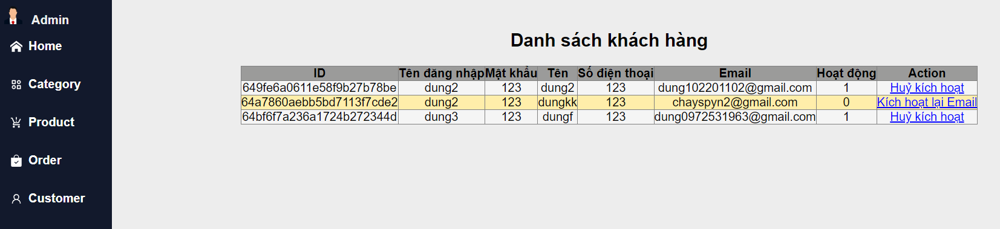 Admin
Home
Category
Product
Order
Customer
Danh sách khách hàng
ID Tên đăng nhập Mật khẩu Tên Số điện thoại Email Hoạt động Action
649fe6a0611e58f9b27b78be dung2 123 dung2 123 dung102201102@gmail.com 1 Huỷ kích hoạt
64a7860aebb5bd7113f7cde2 dung2 123 dungkk 123 chayspyn2@gmail.com 0 Kích hoạt lại Email
64bf6f7a236a1724b272344d dung3 123 dungf 123 dung0972531963@gmail.com 1 Huỷ kích hoạt